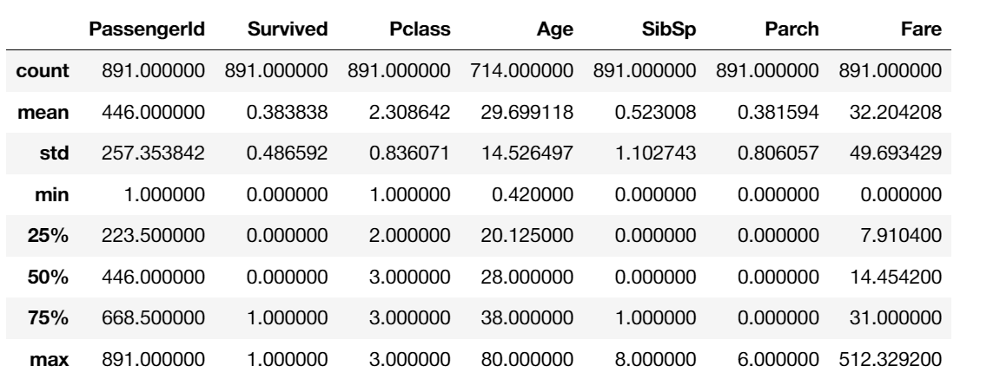 PassengerId Survived Pclass Age SibSp Parch Fare
count 891.000000 891.000000 891.000000 714.000000 891.000000 891.000000 891.000000
mean 446.000000 0.383838 2.308642 29.699118 0.523008 0.381594 32.204208
std 257.353842 0.486592 0.836071 14.526497 1.102743 0.806057 49.693429
min 1.000000 0.000000 1.000000 0.420000 0.000000 0.000000 0.000000
25% 223.500000 0.000000 2.000000 20.125000 0.000000 0.000000 7.910400
50% 446.000000 0.000000 3.000000 28.000000 0.000000 0.000000 14.454200
75% 668.500000 1.000000 3.000000 38.000000 1.000000 0.000000 31.000000
max 891.000000 1.000000 3.000000 80.000000 8.000000 6.000000 512.329200